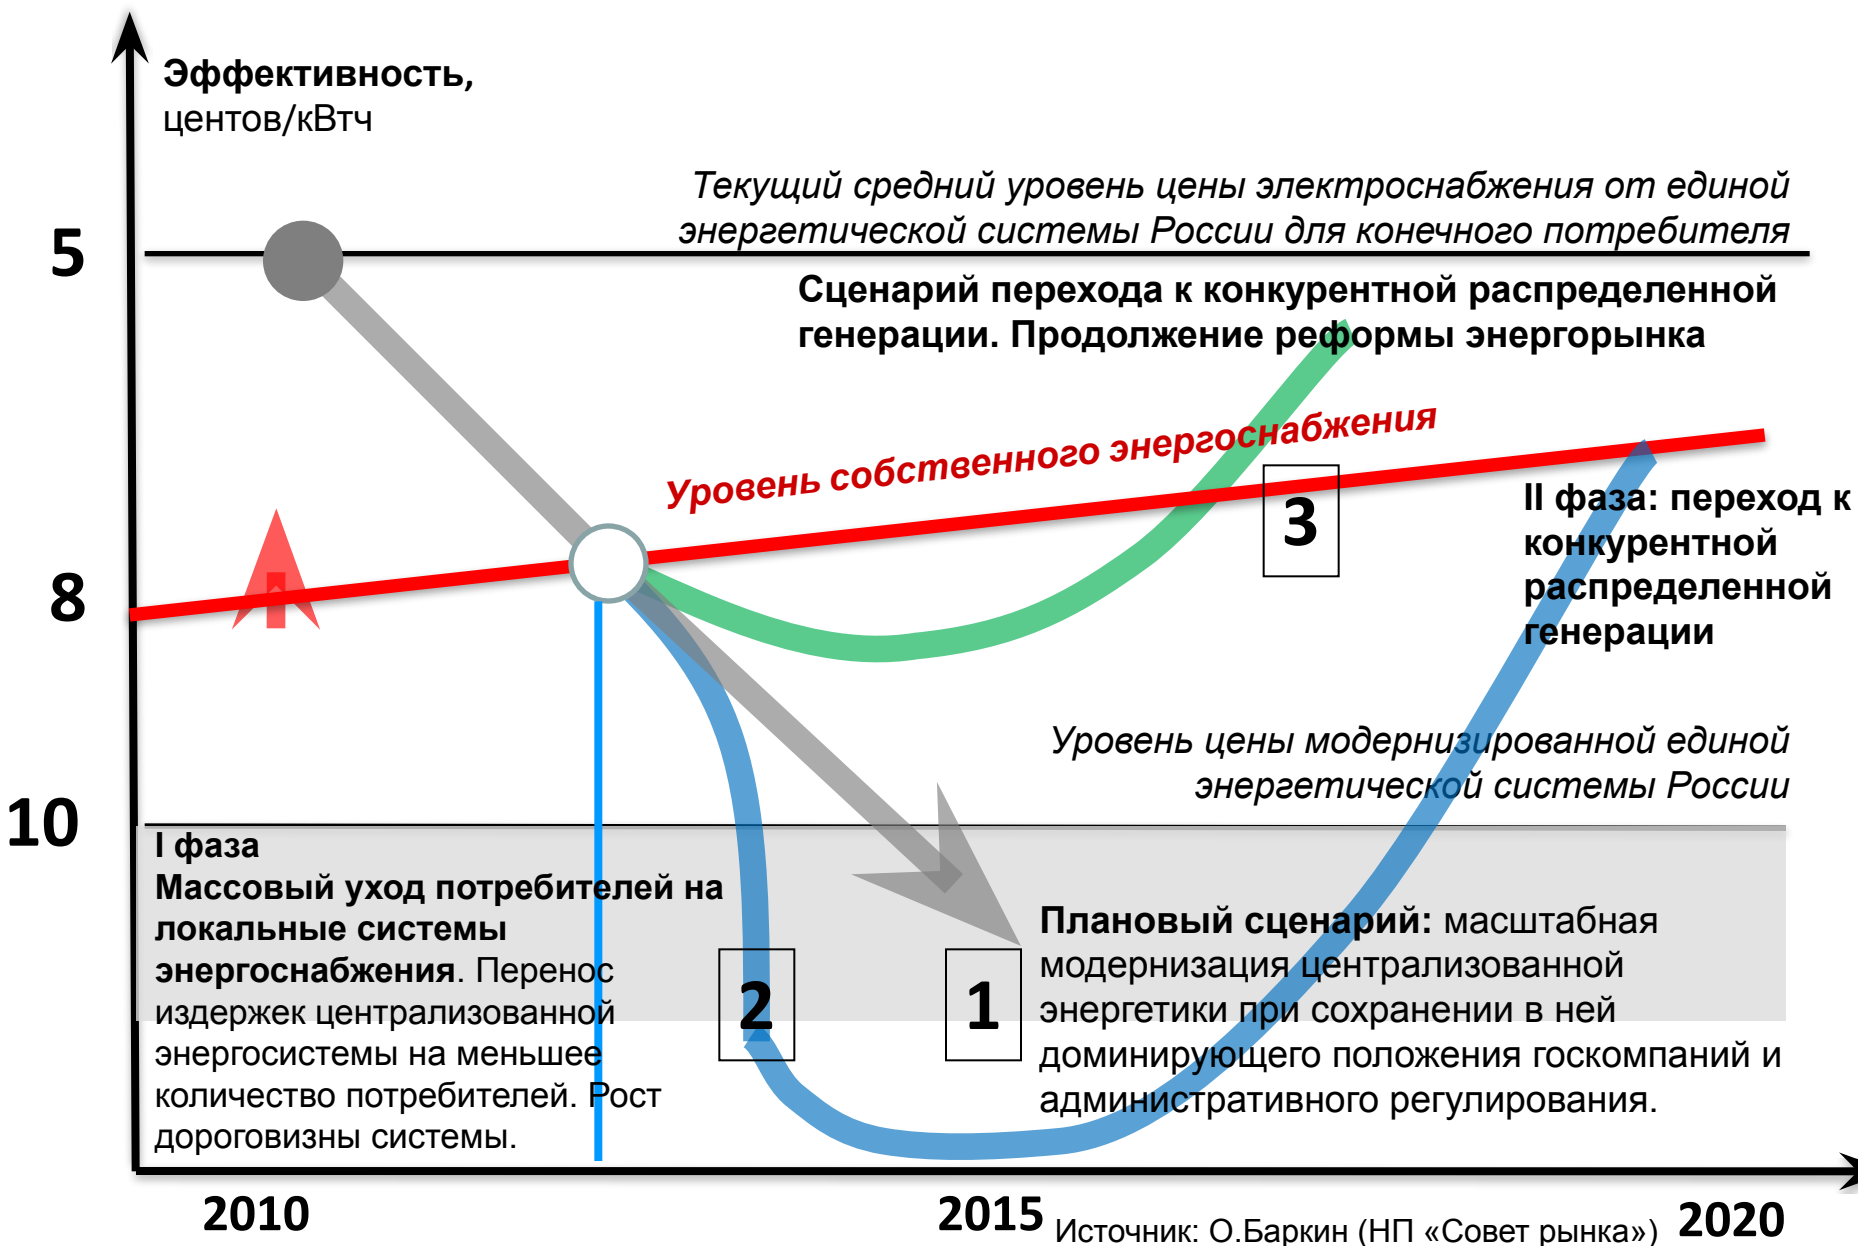 Эффективность,
центов/кВтч
Текущий средний уровень цены электроснабжения от единой
энергетической системы России для конечного потребителя
5
Сценарий перехода к конкурентной распределенной
генерации. Продолжение реформы энергорынка
Уровень собственного энергоснабжения
3
II фаза: переход к
конкурентной
распределенной
генерации
8
Уровень цены модернизированной единой
энергетической системы России
10
I фаза
Массовый уход потребителей на
локальные системы
энергоснабжения. Перенос
издержек централизованной
энергосистемы на меньшее
количество потребителей. Рост
дороговизны системы.
2
1
Плановый сценарий: масштабная
модернизация централизованной
энергетики при сохранении в ней
доминирующего положения госкомпаний и
административного регулирования.
2010
2015
Источник: О.Баркин (НП «Совет рынка»)
2020